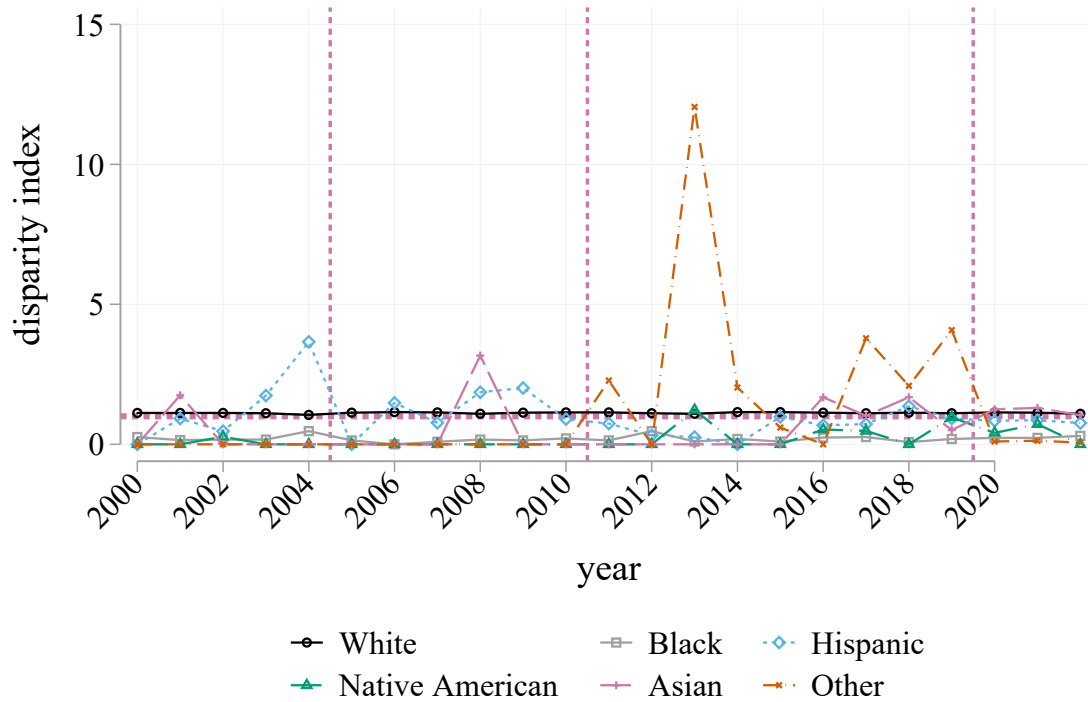 15
10
5
0
disparity index
2000 2002 2004 2006 2008 2010 2012 2014 2016 2018 2020
year
White Black Hispanic
Native American Asian Other